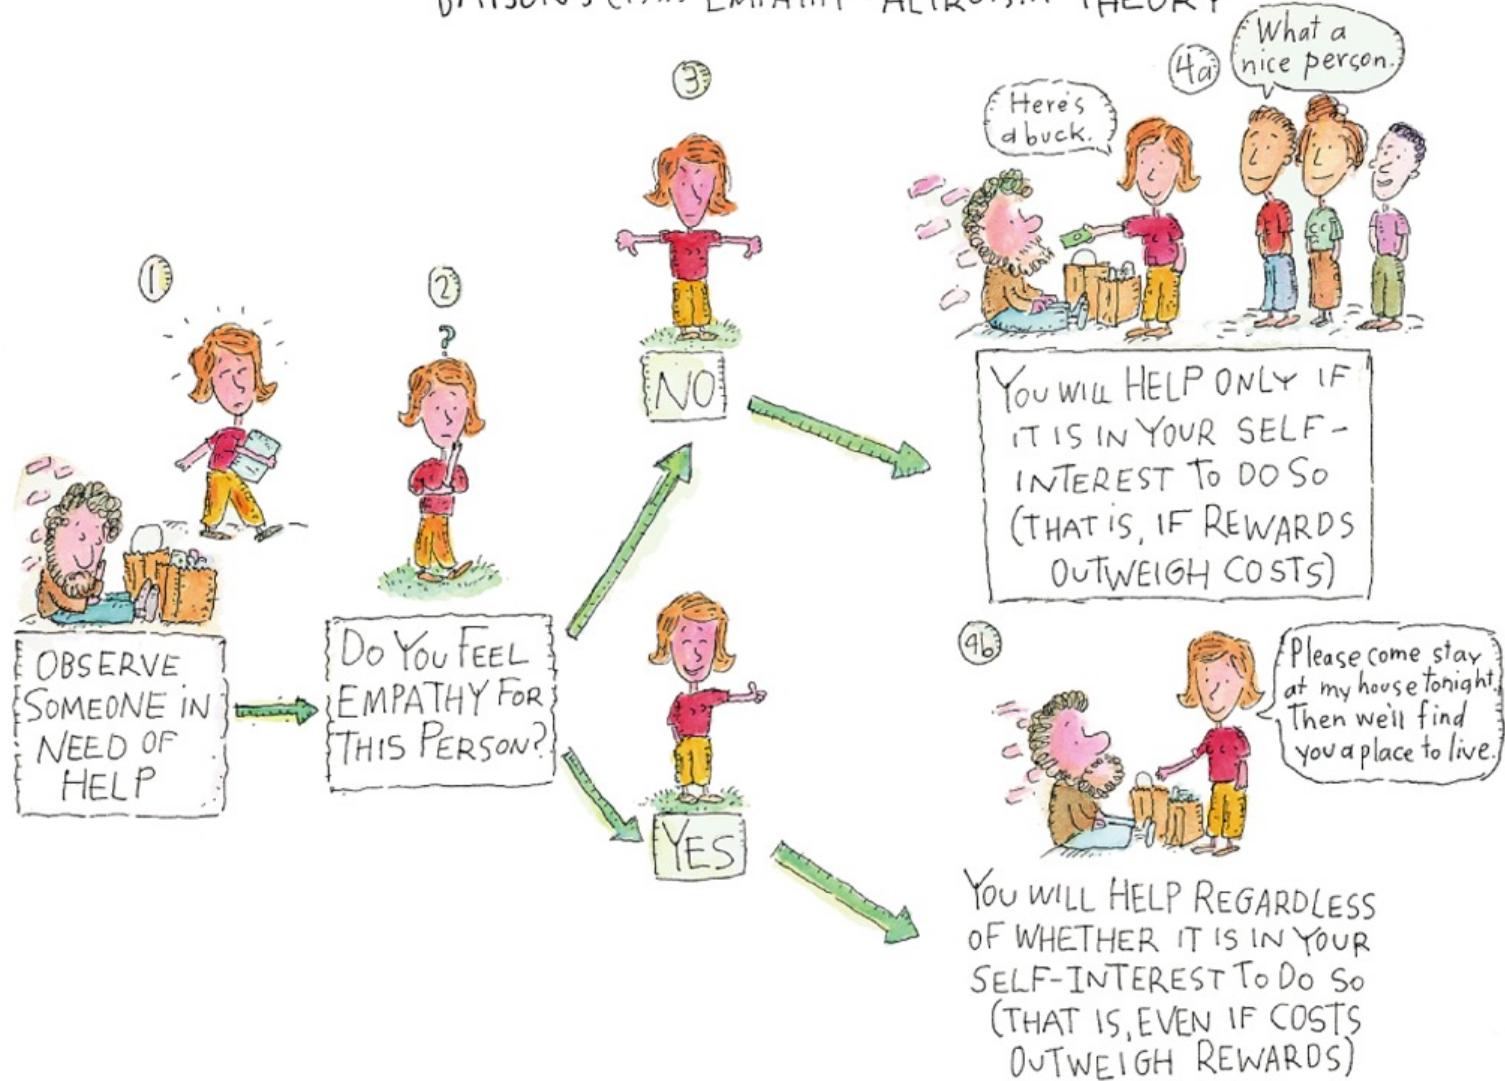 BATSON'S EMPATHY-ALTRUISM THEORY
1
OBSERVE
SOMEONE IN
NEED OF
HELP
2
?
DO YOU FEEL
EMPATHY FOR
THIS PERSON?
3
NO
YES
4a
Here's
a buck.
What a
nice person.
YOU WILL HELP ONLY IF
IT IS IN YOUR SELF-
INTEREST TO DO SO
(THAT IS, IF REWARDS
OUTWEIGH COSTS)
4b
Please come stay
at my house tonight.
Then we'll find
you a place to live.
YOU WILL HELP REGARDLESS
OF WHETHER IT IS IN YOUR
SELF-INTEREST TO DO SO
(THAT IS, EVEN IF COSTS
OUTWEIGH REWARDS)